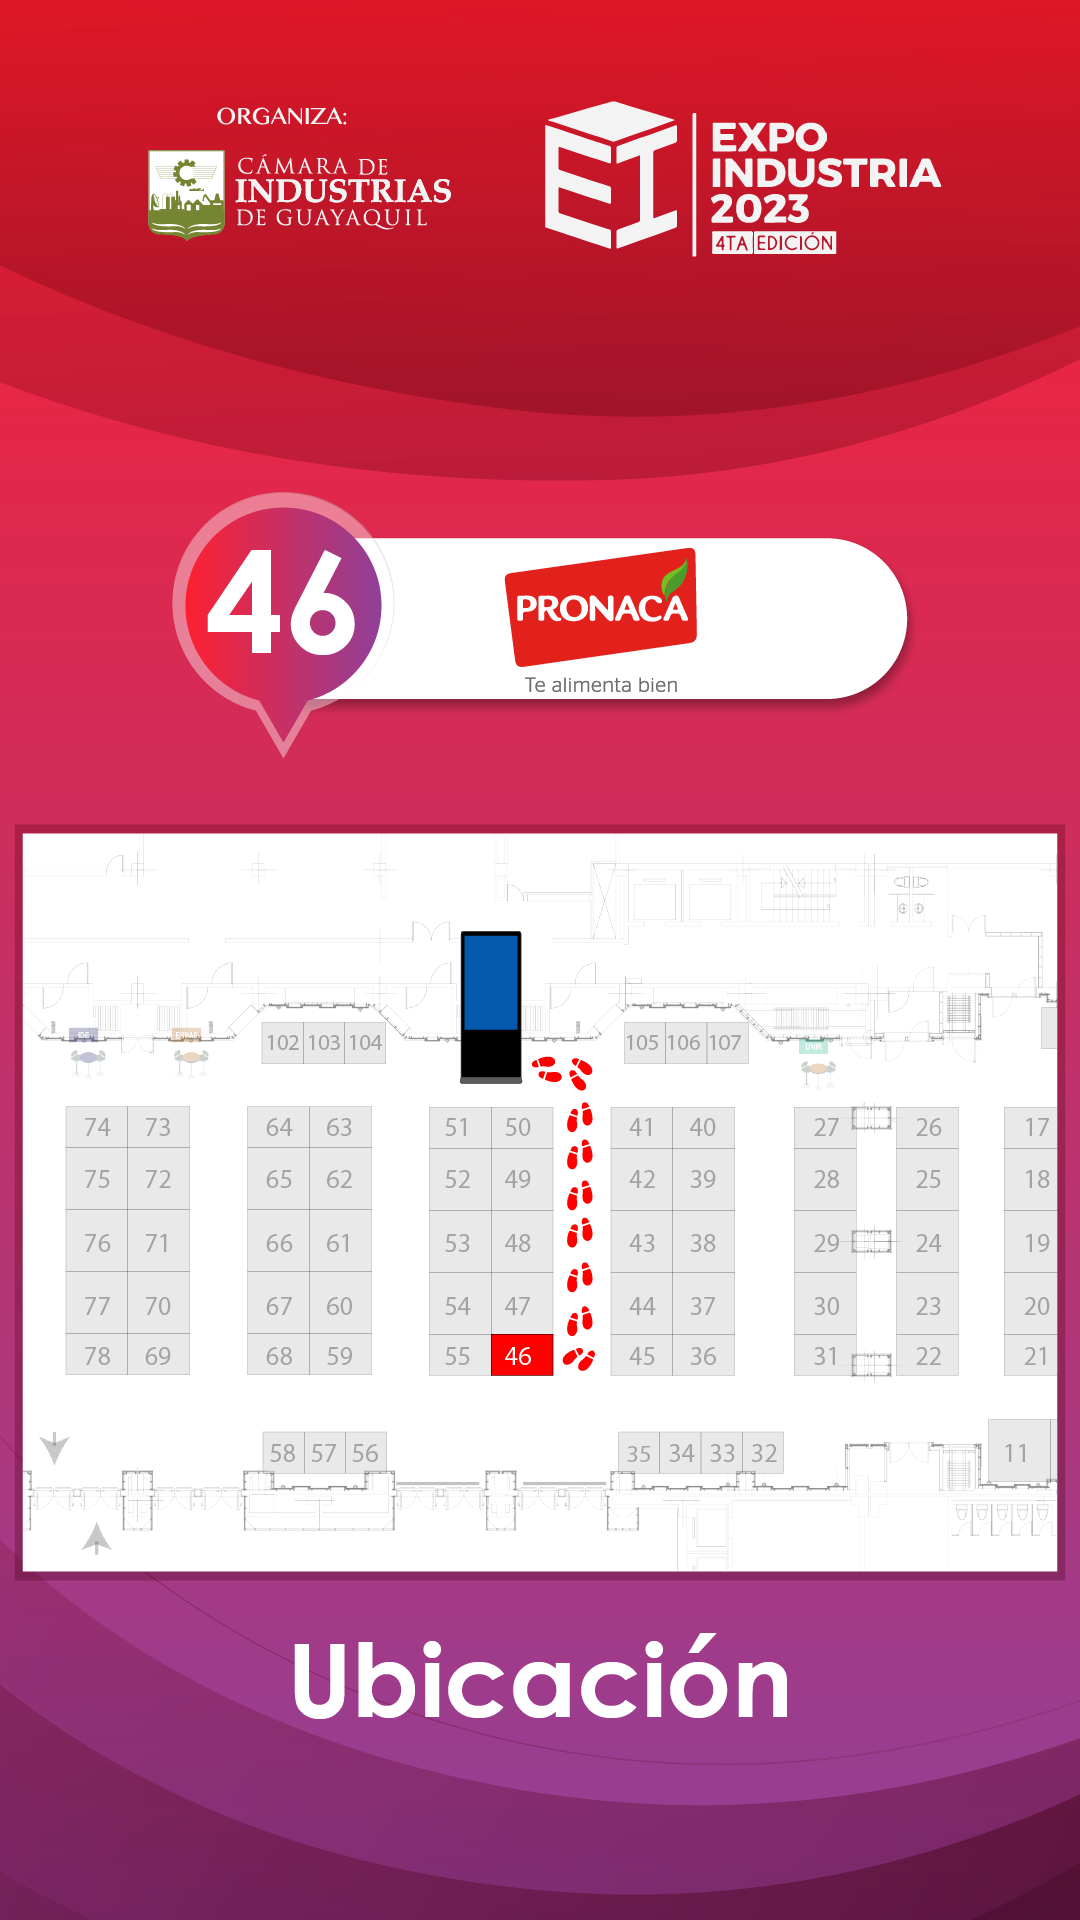 ORGANIZA:
CÁMARA DE
INDUSTRIAS
DE GUAYAQUIL
EXPO
INDUSTRIA
2023
4TA EDICIÓN
46
PRONACA
Te alimenta bien
IDE ESPAE
UNIR
102 103 104 105 106 107
74 73 64 63 51 50 41 40 27 26 17
75 72 65 62 52 49 42 39 28 25 18
76 71 66 61 53 48 43 38 29 24 19
77 70 67 60 54 47 44 37 30 23 20
78 69 68 59 55 46 45 36 31 22 21
58 57 56 35 34 33 32 11
Ubicación